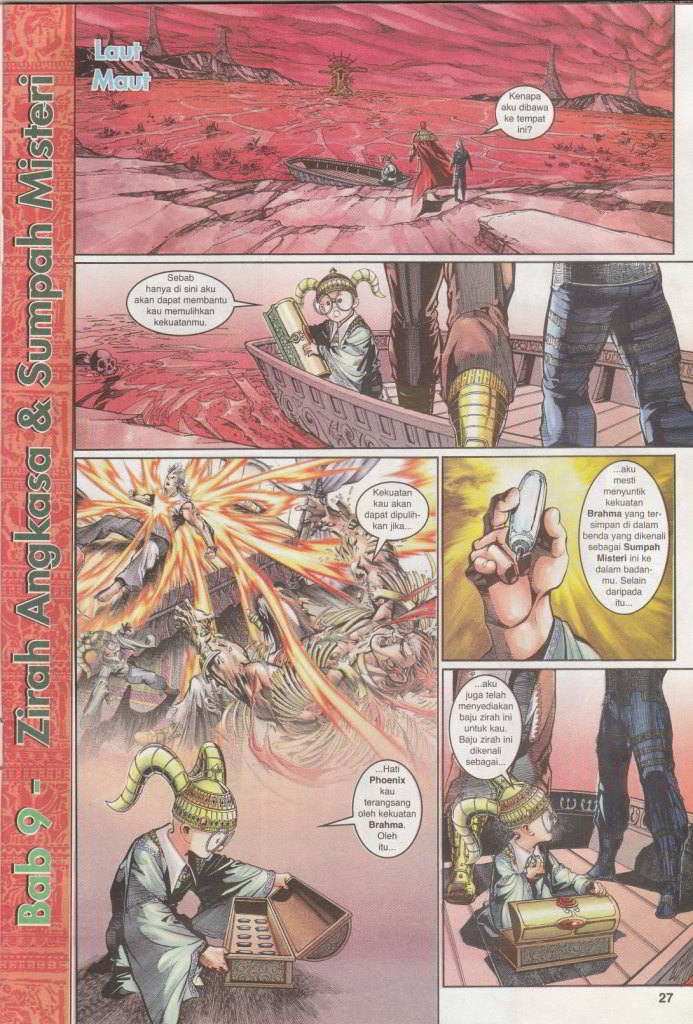 Bab 9 - Zirah Angkasa & Sumpah Misteri
Laut
Maut
Kenapa
aku dibawa
ke tempat
ini?
Sebab
hanya di sini aku
akan dapat membantu
kau memulihkan
kekuatanmu.
Kekuatan
kau akan
dapat dipulih-
kan jika...
...aku
mesti
menyuntik
kekuatan
Brahma yang ter-
simpan di dalam
benda yang dikenali
sebagai Sumpah
Misteri ini ke
dalam badan-
mu. Selain
daripada
itu...
...Hati
Phoenix
kau
terangsang
oleh kekuatan
Brahma.
Oleh
itu...
...aku
juga telah
menyediakan
baju zirah ini
untuk kau.
Baju zirah ini
dikenali
sebagai...
27